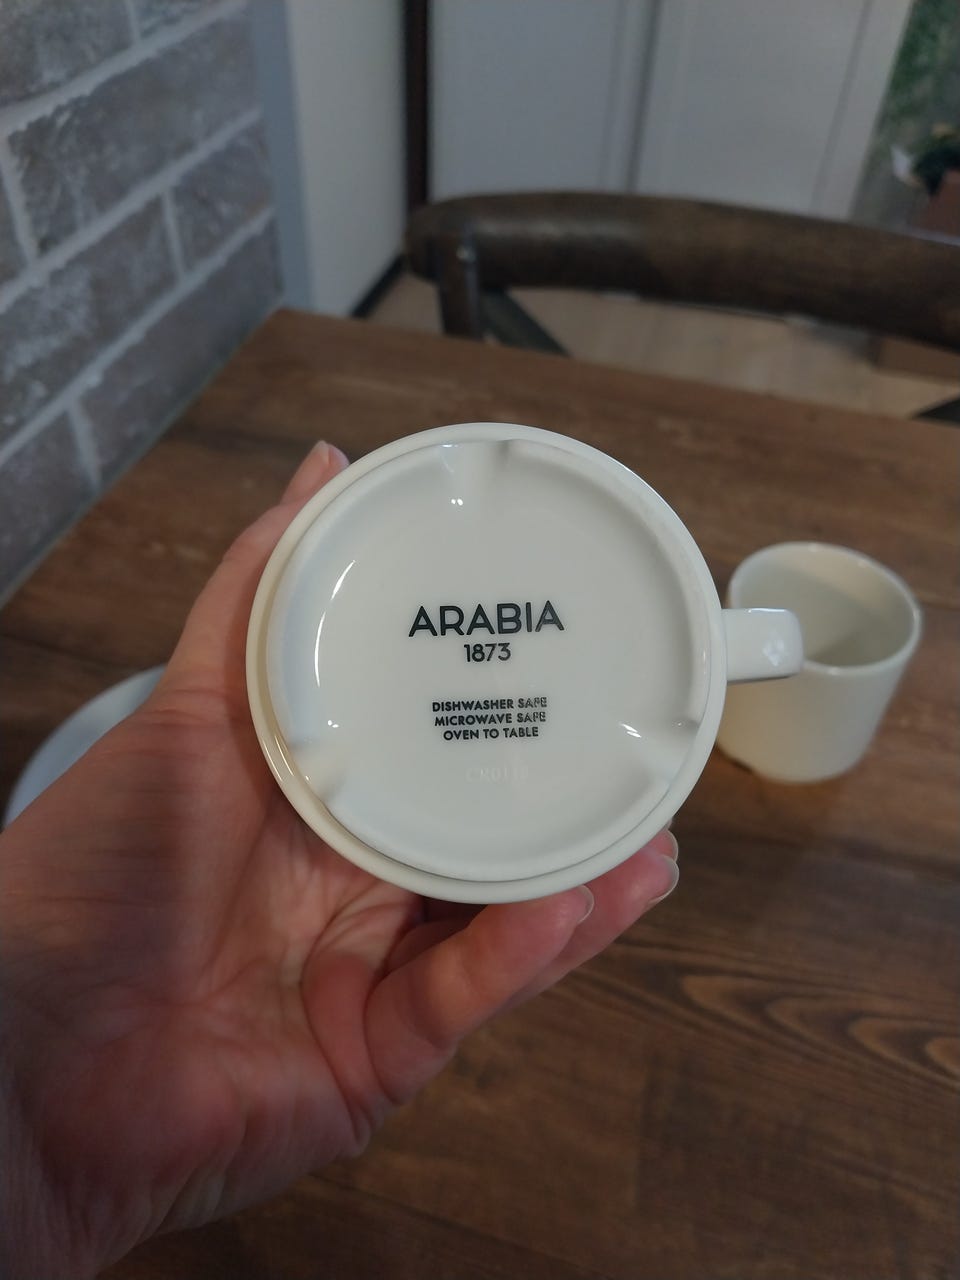 ARABIA
1873
DISHWASHER SAFE
MICROWAVE SAFE
OVEN TO TABLE